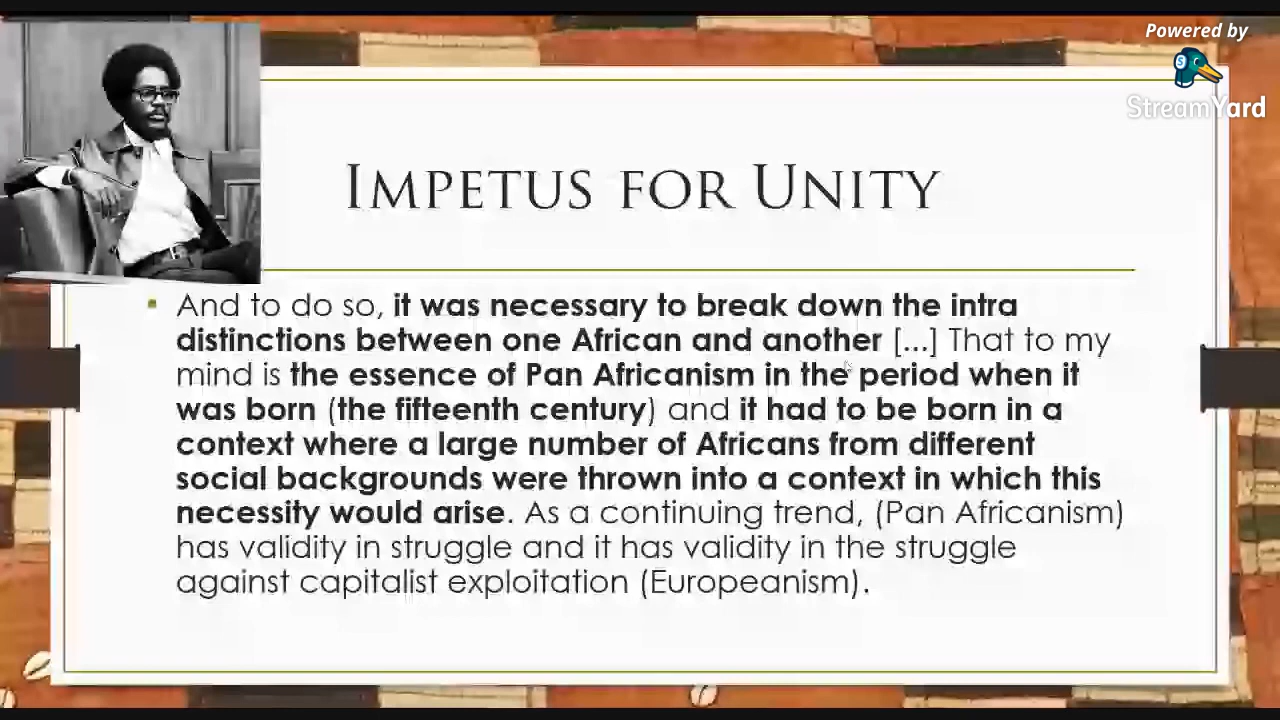 Powered by
StreamYard
IMPETUS FOR UNITY
And to do so, it was necessary to break down the intra
distinctions between one African and another [...] That to my
mind is the essence of Pan Africanism in the period when it
was born (the fifteenth century) and it had to be born in a
context where a large number of Africans from different
social backgrounds were thrown into a context in which this
necessity would arise. As a continuing trend, (Pan Africanism)
has validity in struggle and it has validity in the struggle
against capitalist exploitation (Europeanism).